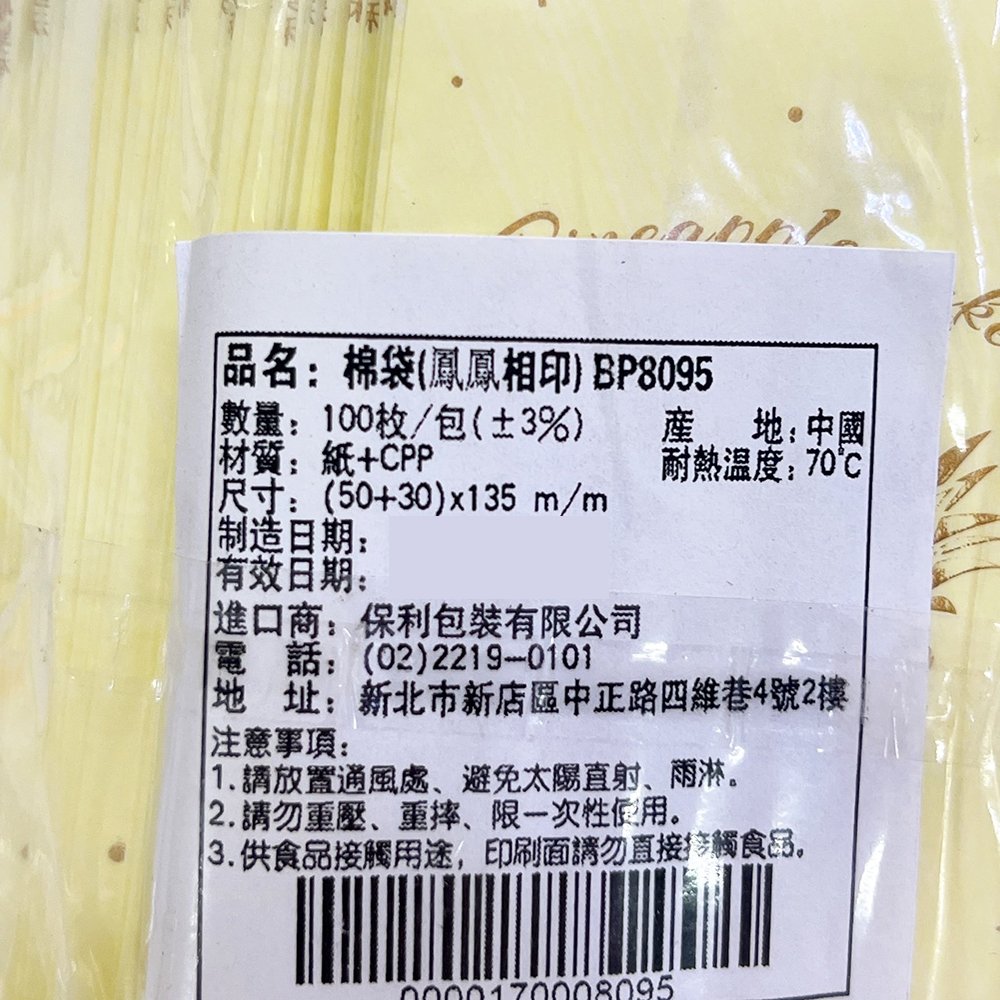 Pineapple
品名：棉袋(鳳鳳相印) BP8095
數量：100枚/包(±3%)
産 地：中國
材質：紙+CPP
耐熱温度：70℃
尺寸：(50+30)x135 m/m
制造日期：
有效日期：
進口商：保利包裝有限公司
電 話：(02)2219-0101
地 址：新北市新店區中正路四維巷4號2樓
注意事項：
1.請放置通風處、避免太陽直射、雨淋。
2.請勿重壓、重摔、限一次性使用。
3.供食品接觸用途，印刷面請勿直接接觸食品。
0000170008095